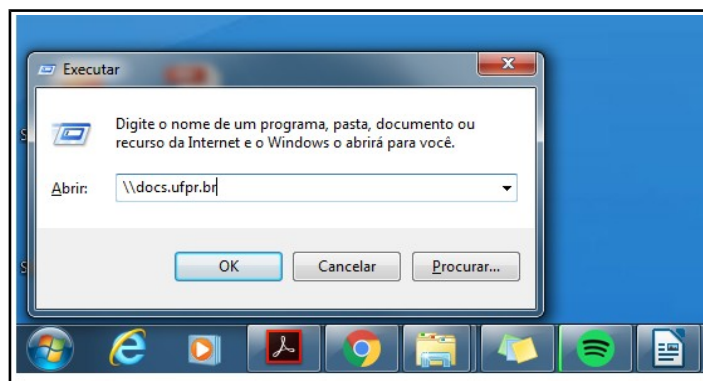 Executar
Digite o nome de um programa, pasta, documento ou
recurso da Internet e o Windows o abrirá para você.
Abrir: \\docs.ufpr.br
OK Cancelar Procurar...